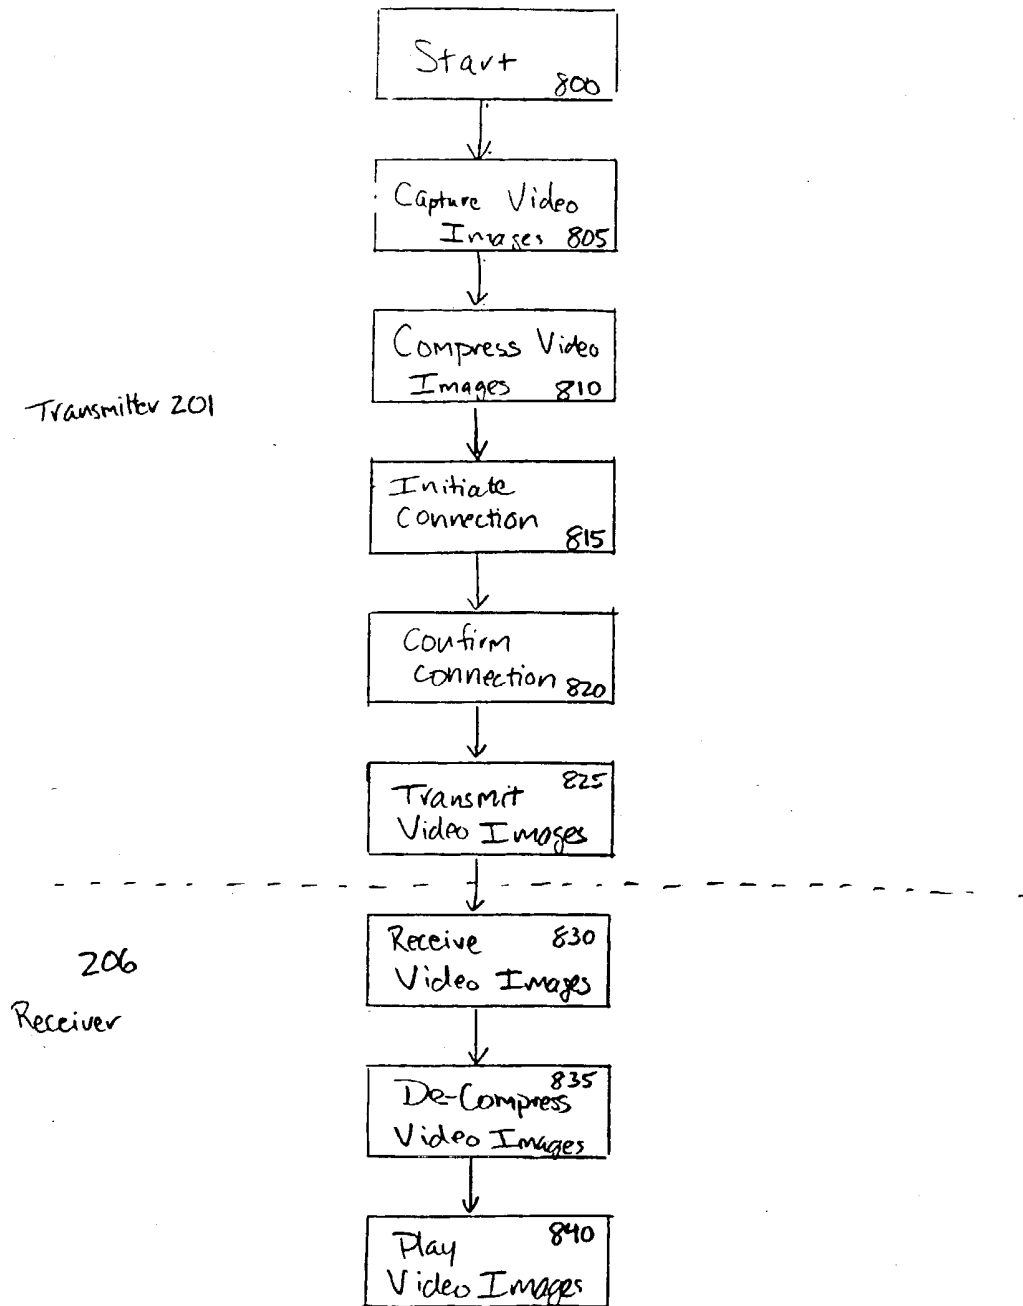 Start
800
Capture Video
Images 805
Compress Video
Images 810
Transmitter 201
Initiate
Connection
815
Confirm
Connection 820
825
Transmit
Video Images
Receive 830
Video Images
206
Receiver
835
De-Compress
Video Images
840
Play
Video Images